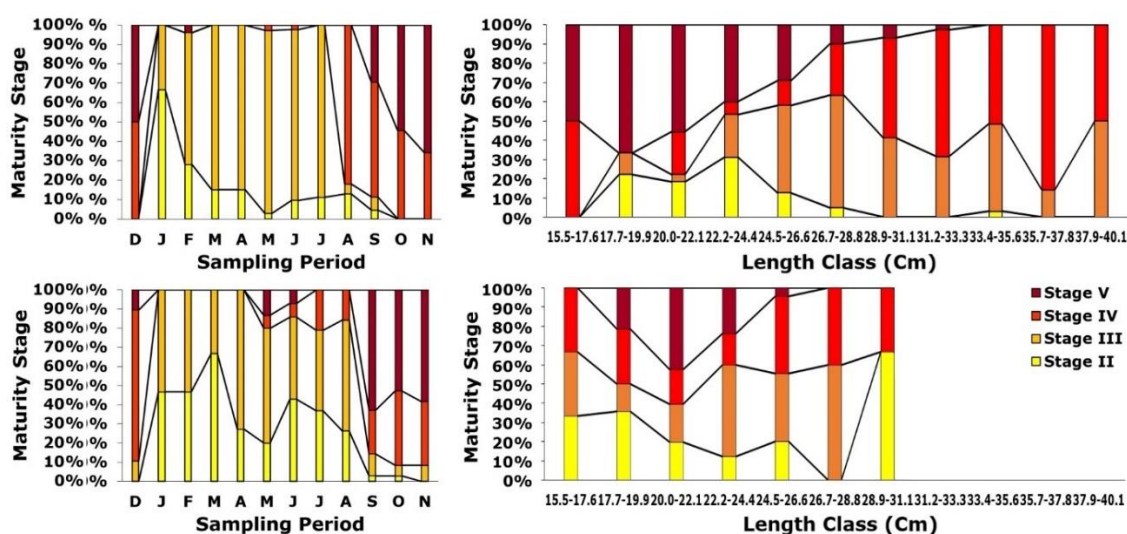 Maturity Stage
100% %
90% %
80% %
70% %
60% %
50% %
40% %
30% %
20% %
10% %
0% %
D J F M A M J J A S O N
Sampling Period
Maturity Stage
100%
90%
80%
70%
60%
50%
40%
30%
20%
10%
0%
15.5-17.6 17.7-19.9 20.0-22.1 22.2-24.4 24.5-26.6 26.7-28.8 28.9-31.1 31.2-33.3 33.4-35.6 35.7-37.8 37.9-40.1
Length Class (Cm)
Maturity Stage
100% %
90% %
80% %
70% %
60% %
50% %
40% %
30% %
20% %
10% %
0% )%
D J F M A M J J A S O N
Sampling Period
Maturity Stage
100%
90%
80%
70%
60%
50%
40%
30%
20%
10%
0%
15.5-17.6 17.7-19.9 20.0-22.1 22.2-24.4 24.5-26.6 26.7-28.8 28.9-31.1 31.2-33.3 33.4-35.6 35.7-37.8 37.9-40.1
Length Class (Cm)
Stage V
Stage IV
Stage III
Stage II